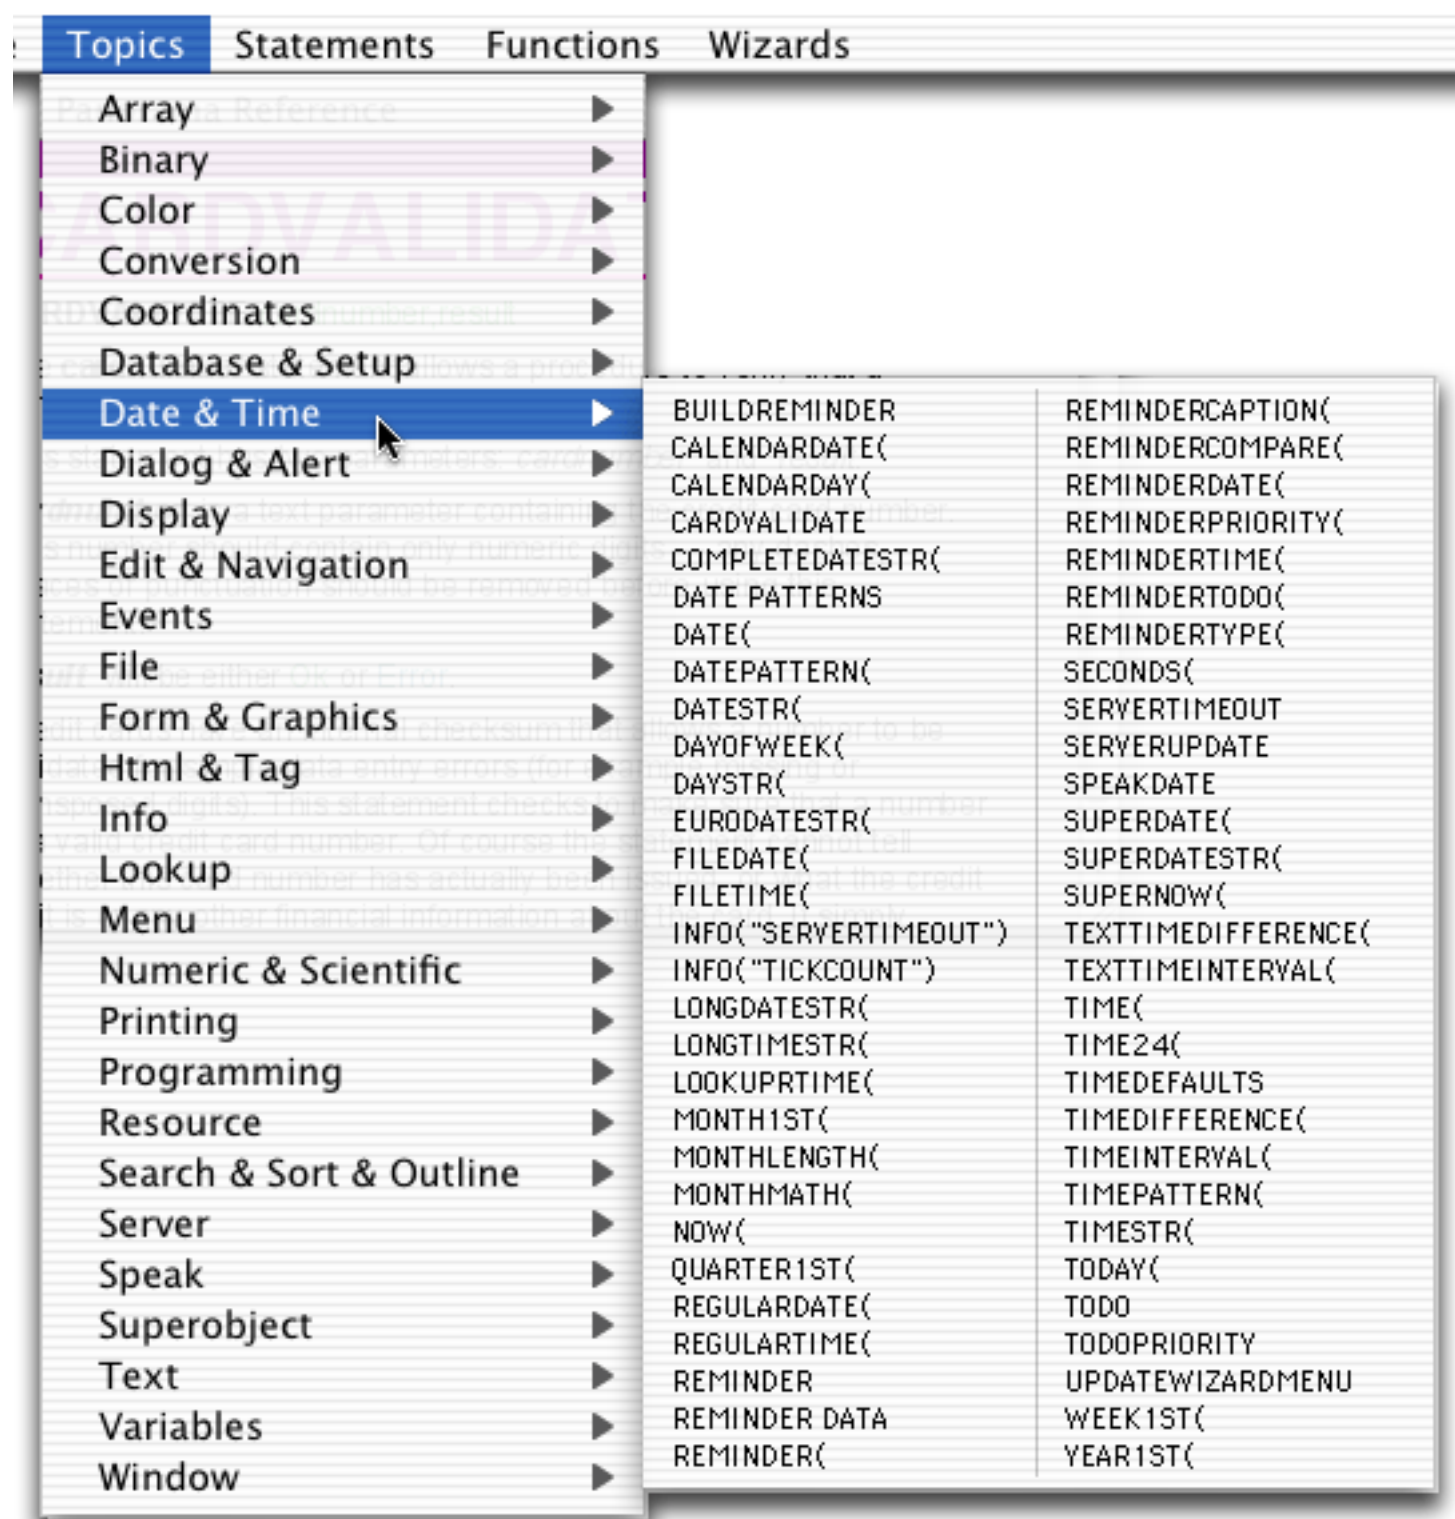 Topics Statements Functions Wizards
Array
Binary
Color
Conversion
Coordinates
Database & Setup
Date & Time
Dialog & Alert
Display
Edit & Navigation
Events
File
Form & Graphics
Html & Tag
Info
Lookup
Menu
Numeric & Scientific
Printing
Programming
Resource
Search & Sort & Outline
Server
Speak
Superobject
Text
Variables
Window
BUILDREMINDER
CALENDARDATE(
CALENDARDAY(
CARDVALIDATE
COMPLETEDATESTR(
DATE PATTERNS
DATE(
DATEPATTERN(
DATESTR(
DAYOFWEEK(
DAYSTR(
EURODATESTR(
FILEDATE(
FILETIME(
INFO("SERVERTIMEOUT")
INFO("TICKCOUNT")
LONGDATESTR(
LONGTIMESTR(
LOOKUPRTIME(
MONTH1ST(
MONTHLENGTH(
MONTHMATH(
NOW(
QUARTER1ST(
REGULARDATE(
REGULARTIME(
REMINDER
REMINDER DATA
REMINDER(
REMINDERCAPTION(
REMINDERCOMPARE(
REMINDERDATE(
REMINDERPRIORITY(
REMINDERTIME(
REMINDERTODO(
REMINDERTYPE(
SECONDS(
SERVERTIMEOUT
SERVERUPDATE
SPEAKDATE
SUPERDATE(
SUPERDATESTR(
SUPERNOW(
TEXTTIMEDIFFERENCE(
TEXTTIMEINTERVAL(
TIME(
TIME24(
TIMEDEFAULTS
TIMEDIFFERENCE(
TIMEINTERVAL(
TIMEPATTERN(
TIMESTR(
TODAY(
TODO
TODOPRIORITY
UPDATEWIZARDMENU
WEEK1ST(
YEAR1ST(